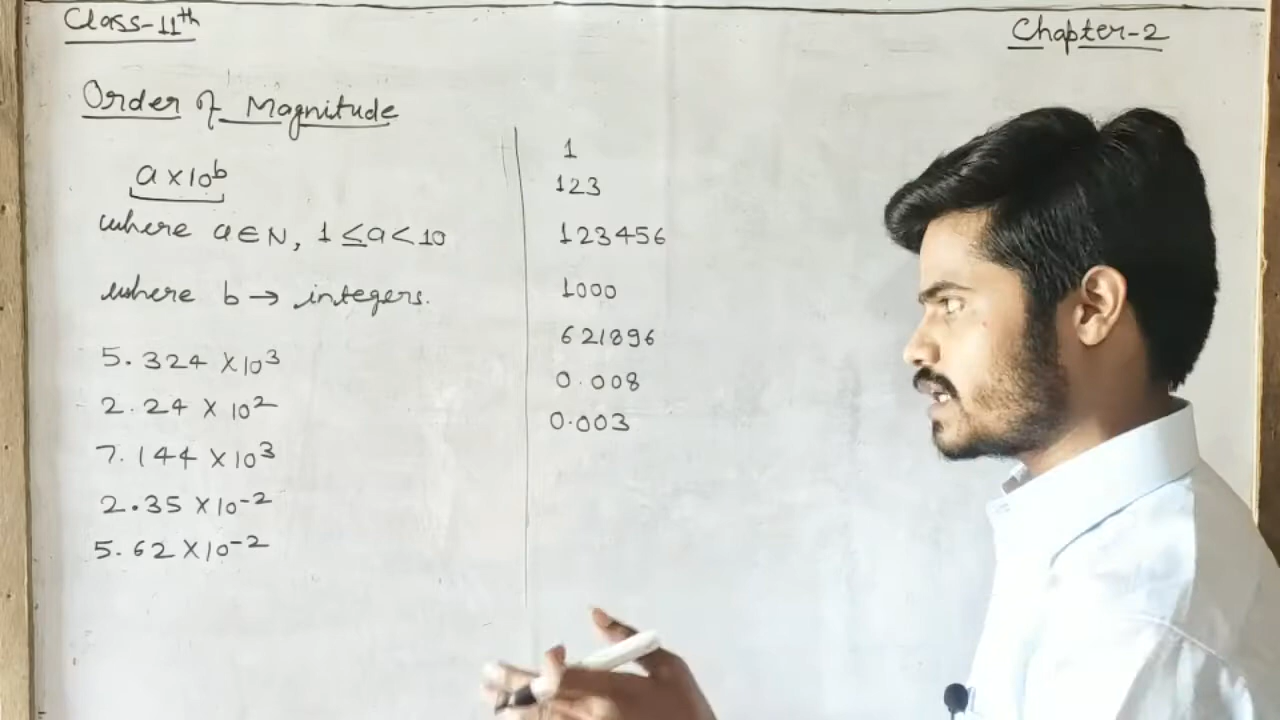 Class-11th
Chapter-2
Order of Magnitude
a×10^b
where a∈N, 1≤a<10
where b→ integers.
5.324×10³
2.24×10²
7.144×10³
2.35×10⁻²
5.62×10⁻²
1
123
123456
1000
621896
0.008
0.003